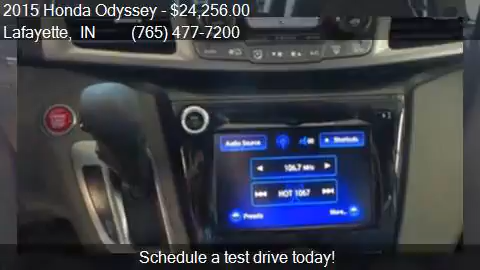 2015 Honda Odyssey - $24,256.00
Lafayette, IN (765) 477-7200
Audio Source
Shortcuts
106.7 MHz
HOT 1067
Presets
More...
Schedule a test drive today!